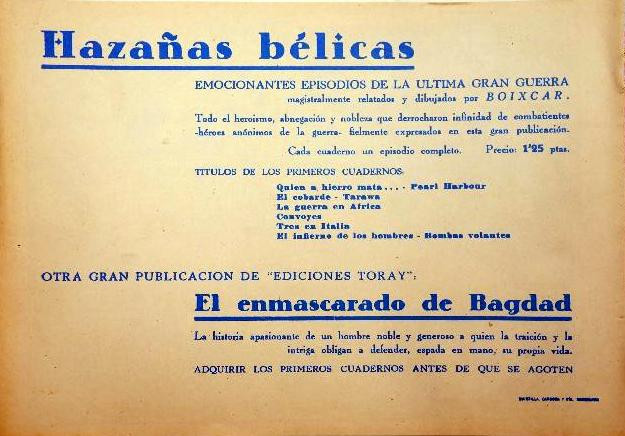 Hazañas bélicas
EMOCIONANTES EPISODIOS DE LA ULTIMA GRAN GUERRA
magistralmente relatados y dibujados por BOIXCAR.
Todo el heroísmo, abnegación y nobleza que derrocharon infinidad de combatientes
-héroes anónimos de la guerra- fielmente expresados en esta gran publicación.
Cada cuaderno un episodio completo. Precio: 1'25 ptas.
TITULOS DE LOS PRIMEROS CUADERNOS:
Quien a hierro mata... - Pearl Harbour
El cobarde - Tarawa
La guerra en Africa
Convoyes
Tres en Italia
El infierno de los hombres - Bombas volantes
OTRA GRAN PUBLICACION DE "EDICIONES TORAY":
El enmascarado de Bagdad
La historia apasionante de un hombre noble y generoso a quien la traición y la
intriga obligan a defender, espada en mano, su propia vida.
ADQUIRIR LOS PRIMEROS CUADERNOS ANTES DE QUE SE AGOTEN